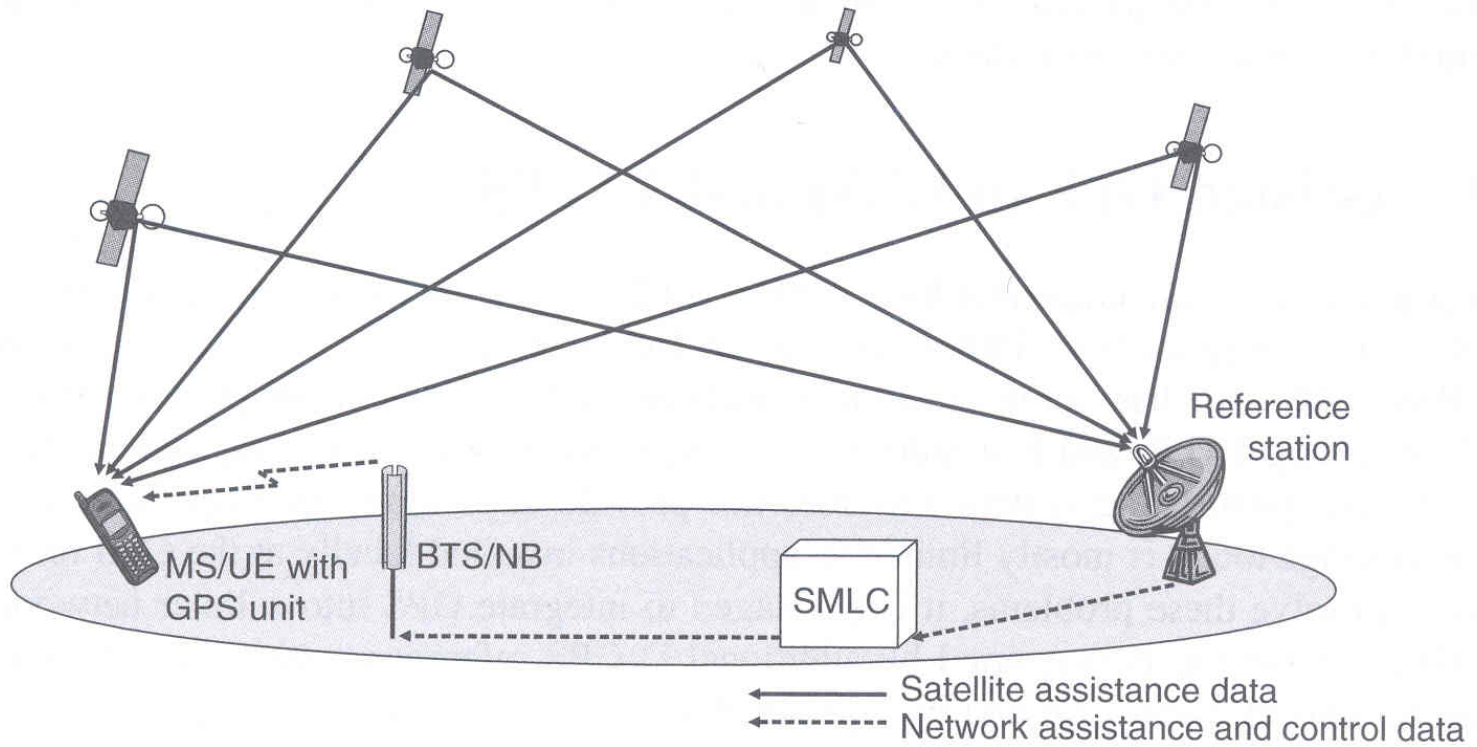 Reference
station
MS/UE with
GPS unit
BTS/NB
SMLC
Satellite assistance data
Network assistance and control data